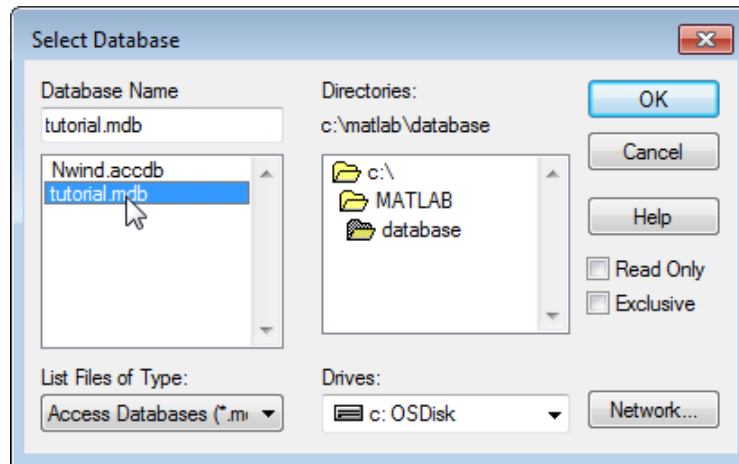 Select Database
Database Name
tutorial.mdb
Nwind.accdb
tutorial.mdb
List Files of Type:
Access Databases (*.m
Directories:
c:\matlab\database
c:\
MATLAB
database
Drives:
c: OSDisk
OK
Cancel
Help
Read Only
Exclusive
Network...